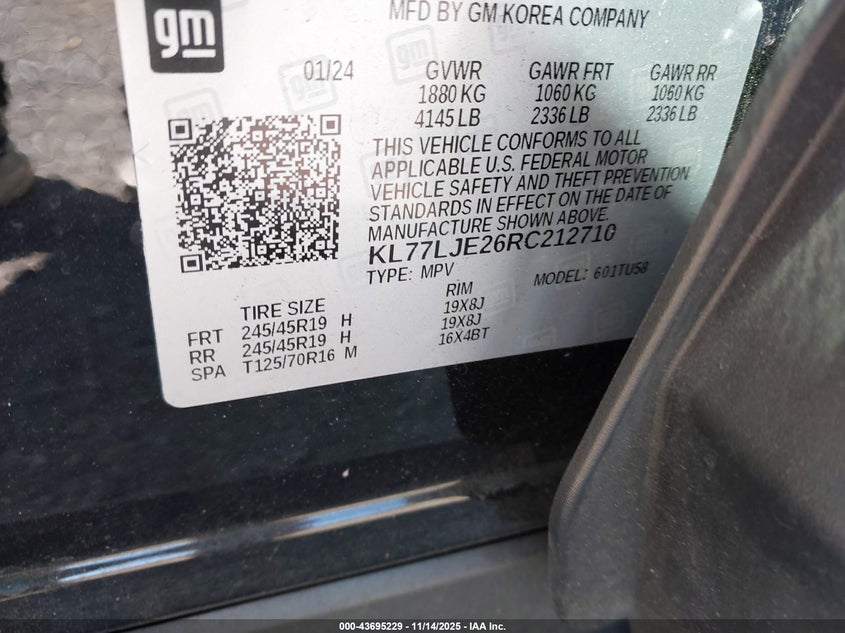 gm
MFD BY GM KOREA COMPANY
01/24 GVWR GAWR FRT GAWR RR
1880 KG 1060 KG 1060 KG
4145 LB 2336 LB 2336 LB
THIS VEHICLE CONFORMS TO ALL
APPLICABLE U.S. FEDERAL MOTOR
VEHICLE SAFETY AND THEFT PREVENTION
STANDARDS IN EFFECT ON THE DATE OF
MANUFACTURE SHOWN ABOVE.
KL77LJE26RC212710
TYPE: MPV MODEL: 601TU58
TIRE SIZE RIM
FRT 245/45R19 H 19X8J
RR 245/45R19 H 19X8J
SPA T125/70R16 M 16X4BT
000-43695229 - 11/14/2025 - IAA Inc.